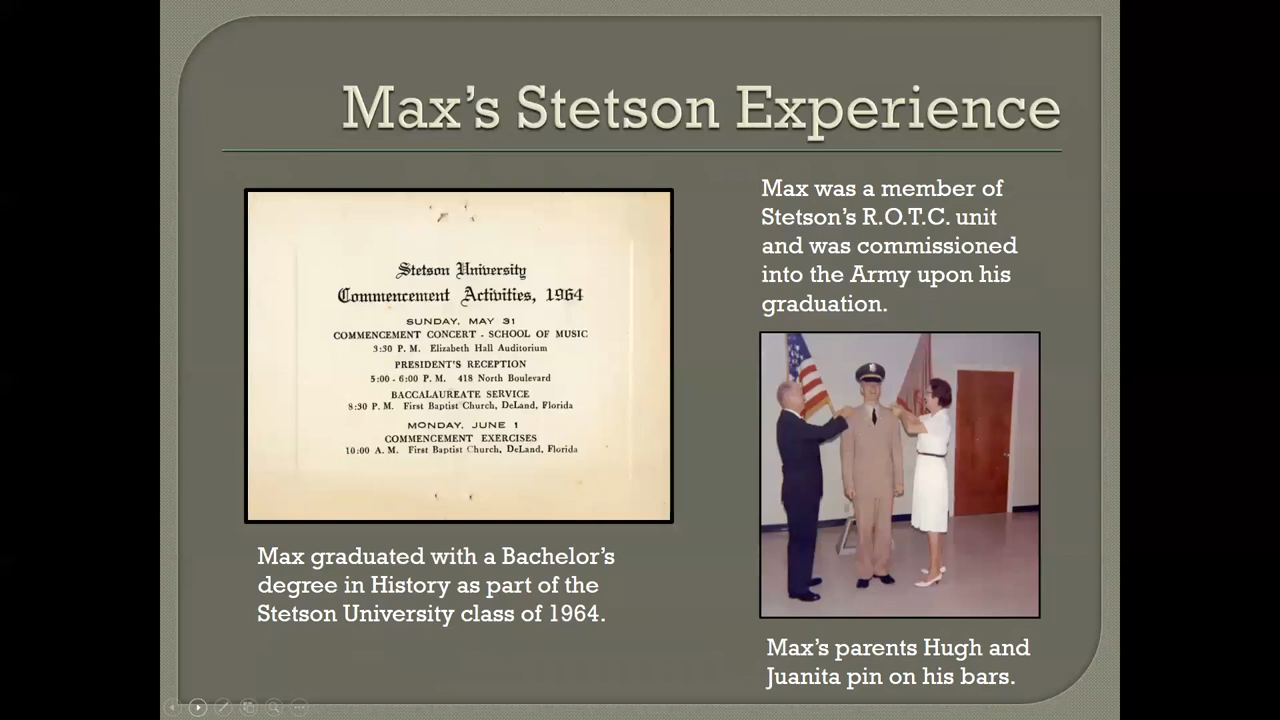 Max's Stetson Experience
Stetson University
Commencement Activities, 1964
SUNDAY, MAY 31
COMMENCEMENT CONCERT - SCHOOL OF MUSIC
3:30 P. M. Elizabeth Hall Auditorium
PRESIDENT'S RECEPTION
5:00 - 6:00 P. M. 418 North Boulevard
BACCALAUREATE SERVICE
8:30 P. M. First Baptist Church, DeLand, Florida
MONDAY, JUNE 1
COMMENCEMENT EXERCISES
10:00 A. M. First Baptist Church, DeLand, Florida
Max graduated with a Bachelor's
degree in History as part of the
Stetson University class of 1964.
Max was a member of
Stetson's R.O.T.C. unit
and was commissioned
into the Army upon his
graduation.
Max's parents Hugh and
Juanita pin on his bars.